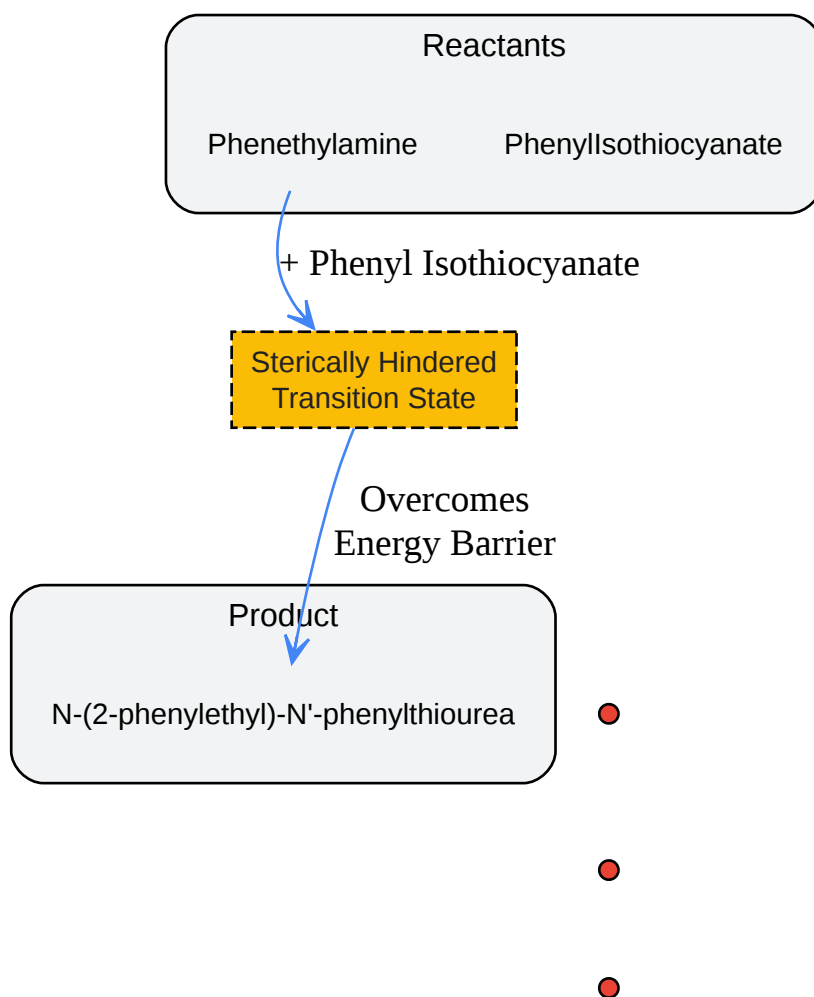 Reactants
Phenethylamine PhenylIsothiocyanate
+ Phenyl Isothiocyanate
Sterically Hindered
Transition State
Overcomes
Energy Barrier
Product
N-(2-phenylethyl)-N'-phenylthiourea